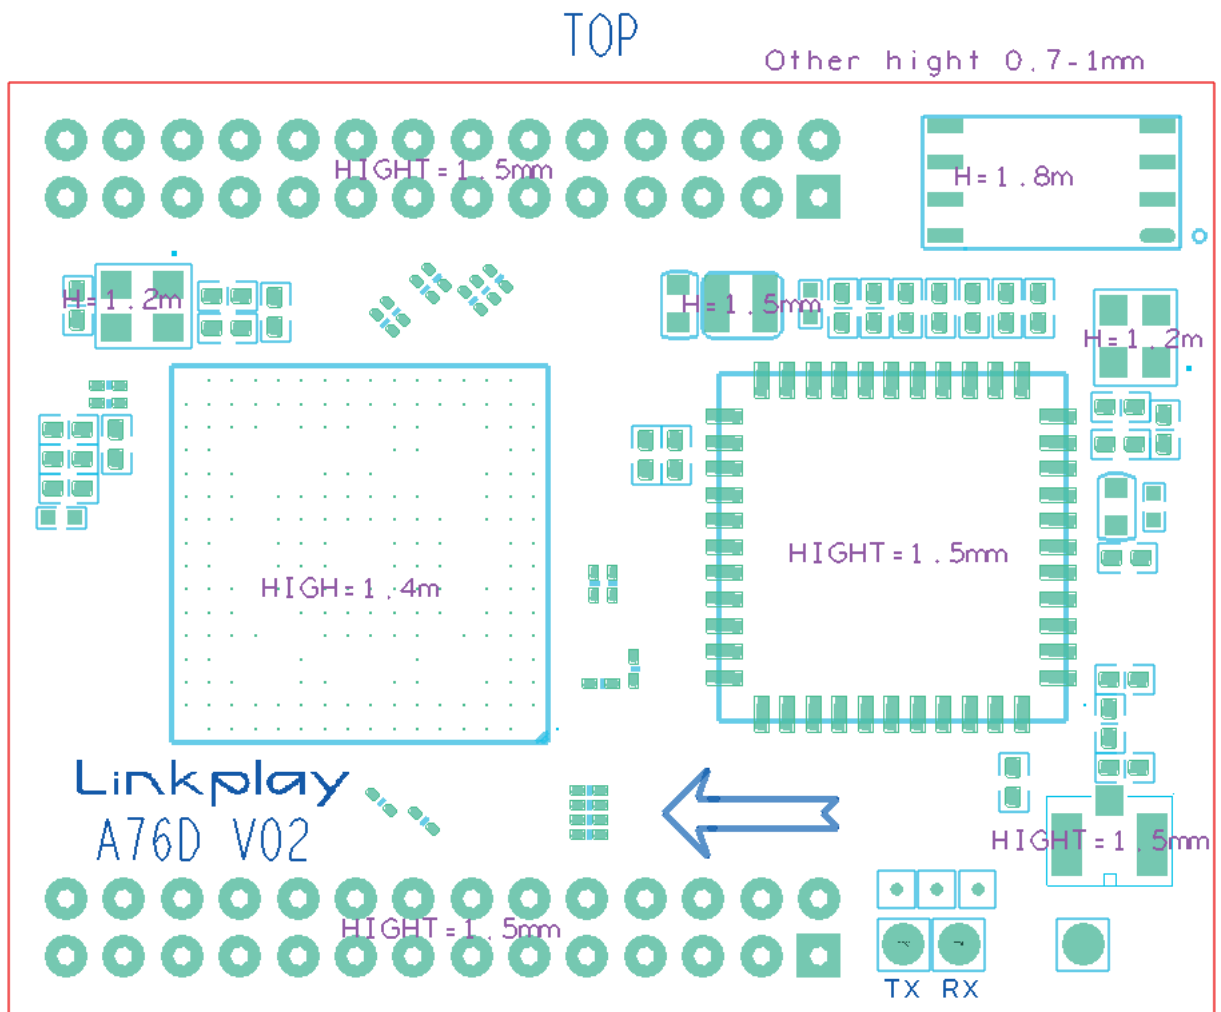 TOP
Other hight 0.7-1mm
HIGHT=1.5mm
H=1.8m
H=1.2m
H=1.5mm
H=1.2m
HIGHT=1.5mm
HIGH=1.4m
Linkplay
A76D V02
HIGHT=1.5mm
HIGHT=1.5mm
TX RX